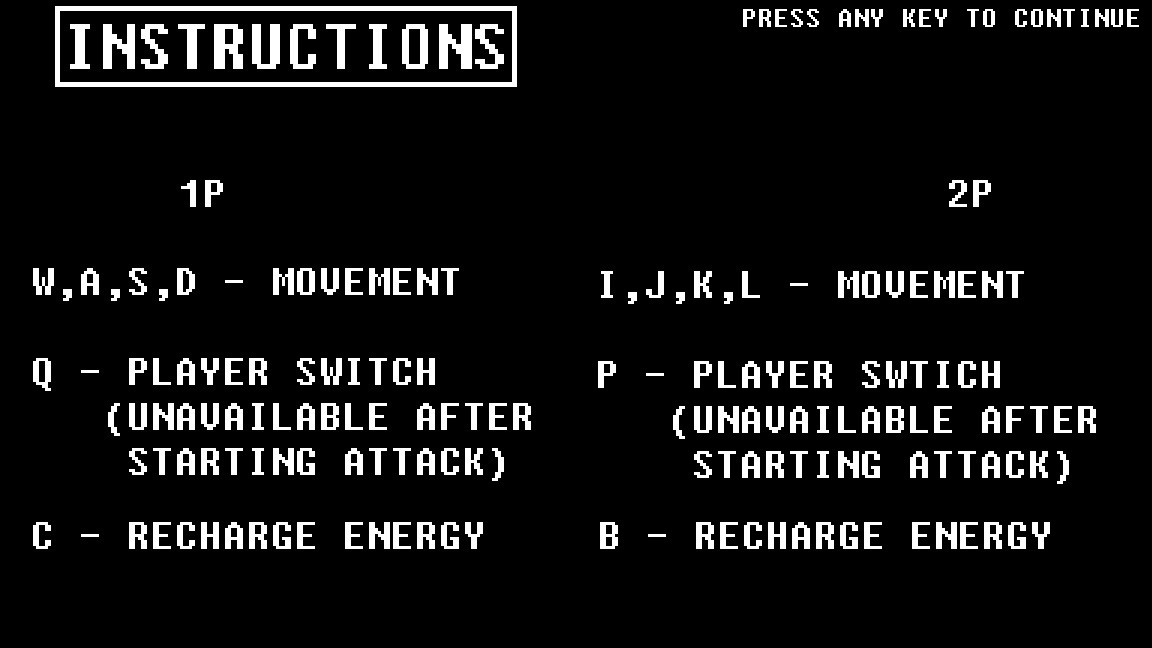 INSTRUCTIONS
PRESS ANY KEY TO CONTINUE
1P
W,A,S,D - MOVEMENT
Q - PLAYER SWITCH
(UNAVAILABLE AFTER
STARTING ATTACK)
C - RECHARGE ENERGY
2P
I,J,K,L - MOVEMENT
P - PLAYER SWTICH
(UNAVAILABLE AFTER
STARTING ATTACK)
B - RECHARGE ENERGY